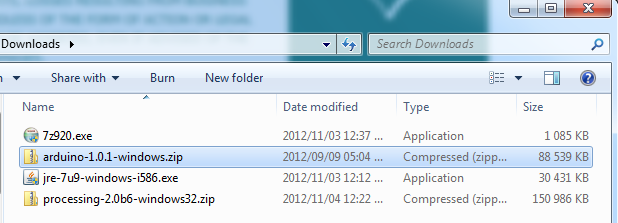 Downloads
Search Downloads
Share with Burn New folder
Name Date modified Type Size
7z920.exe 2012/11/03 12:37 ... Application 1 085 KB
arduino-1.0.1-windows.zip 2012/09/09 05:04 ... Compressed (zipp... 88 539 KB
jre-7u9-windows-i586.exe 2012/11/03 12:12 ... Application 30 431 KB
processing-2.0b6-windows32.zip 2012/11/04 12:22 ... Compressed (zipp... 150 986 KB